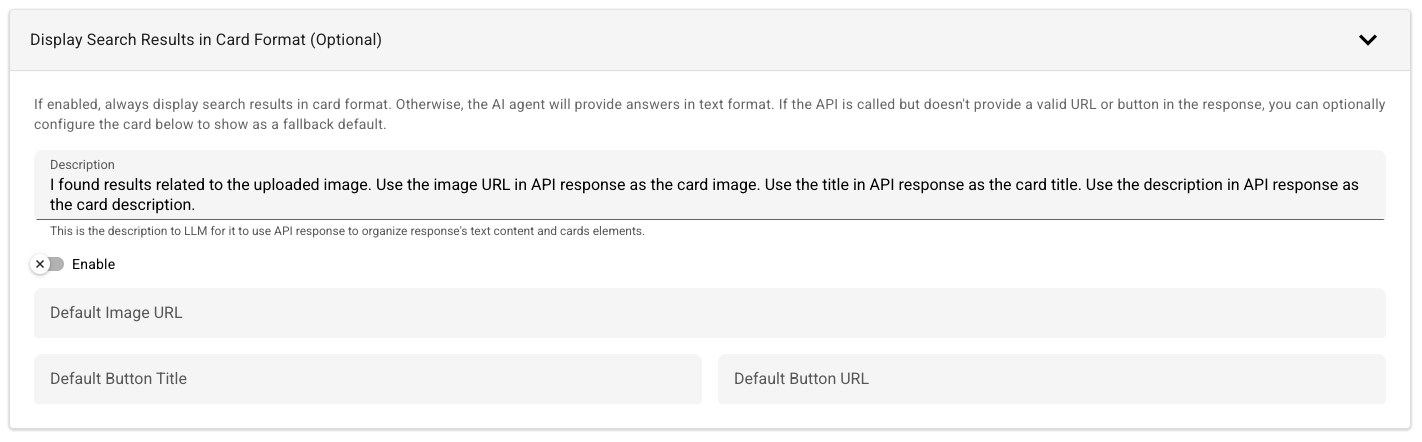 Display Search Results in Card Format (Optional)
If enabled, always display search results in card format. Otherwise, the AI agent will provide answers in text format. If the API is called but doesn't provide a valid URL or button in the response, you can optionally
configure the card below to show as a fallback default.
Description
I found results related to the uploaded image. Use the image URL in API response as the card image. Use the title in API response as the card title. Use the description in API response as
the card description.
This is the description to LLM for it to use API response to organize response's text content and cards elements.
Enable
Default Image URL
Default Button Title
Default Button URL